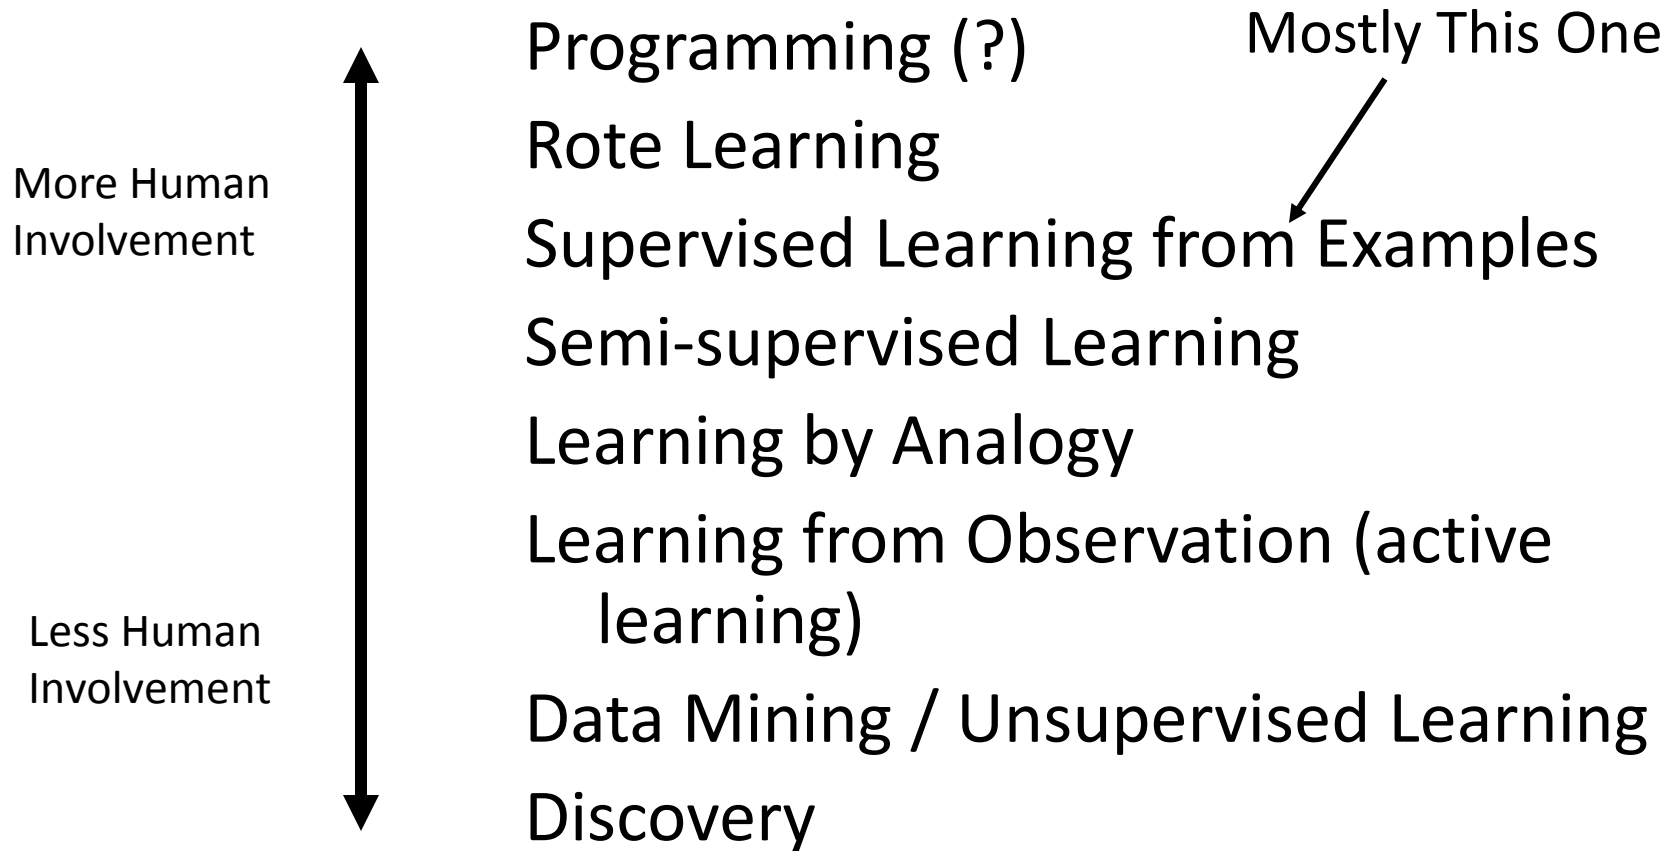 Programming (?)
Mostly This One
Rote Learning
More Human
Involvement
Supervised Learning from Examples
Semi-supervised Learning
Learning by Analogy
Learning from Observation (active
learning)
Less Human
Involvement
Data Mining / Unsupervised Learning
Discovery